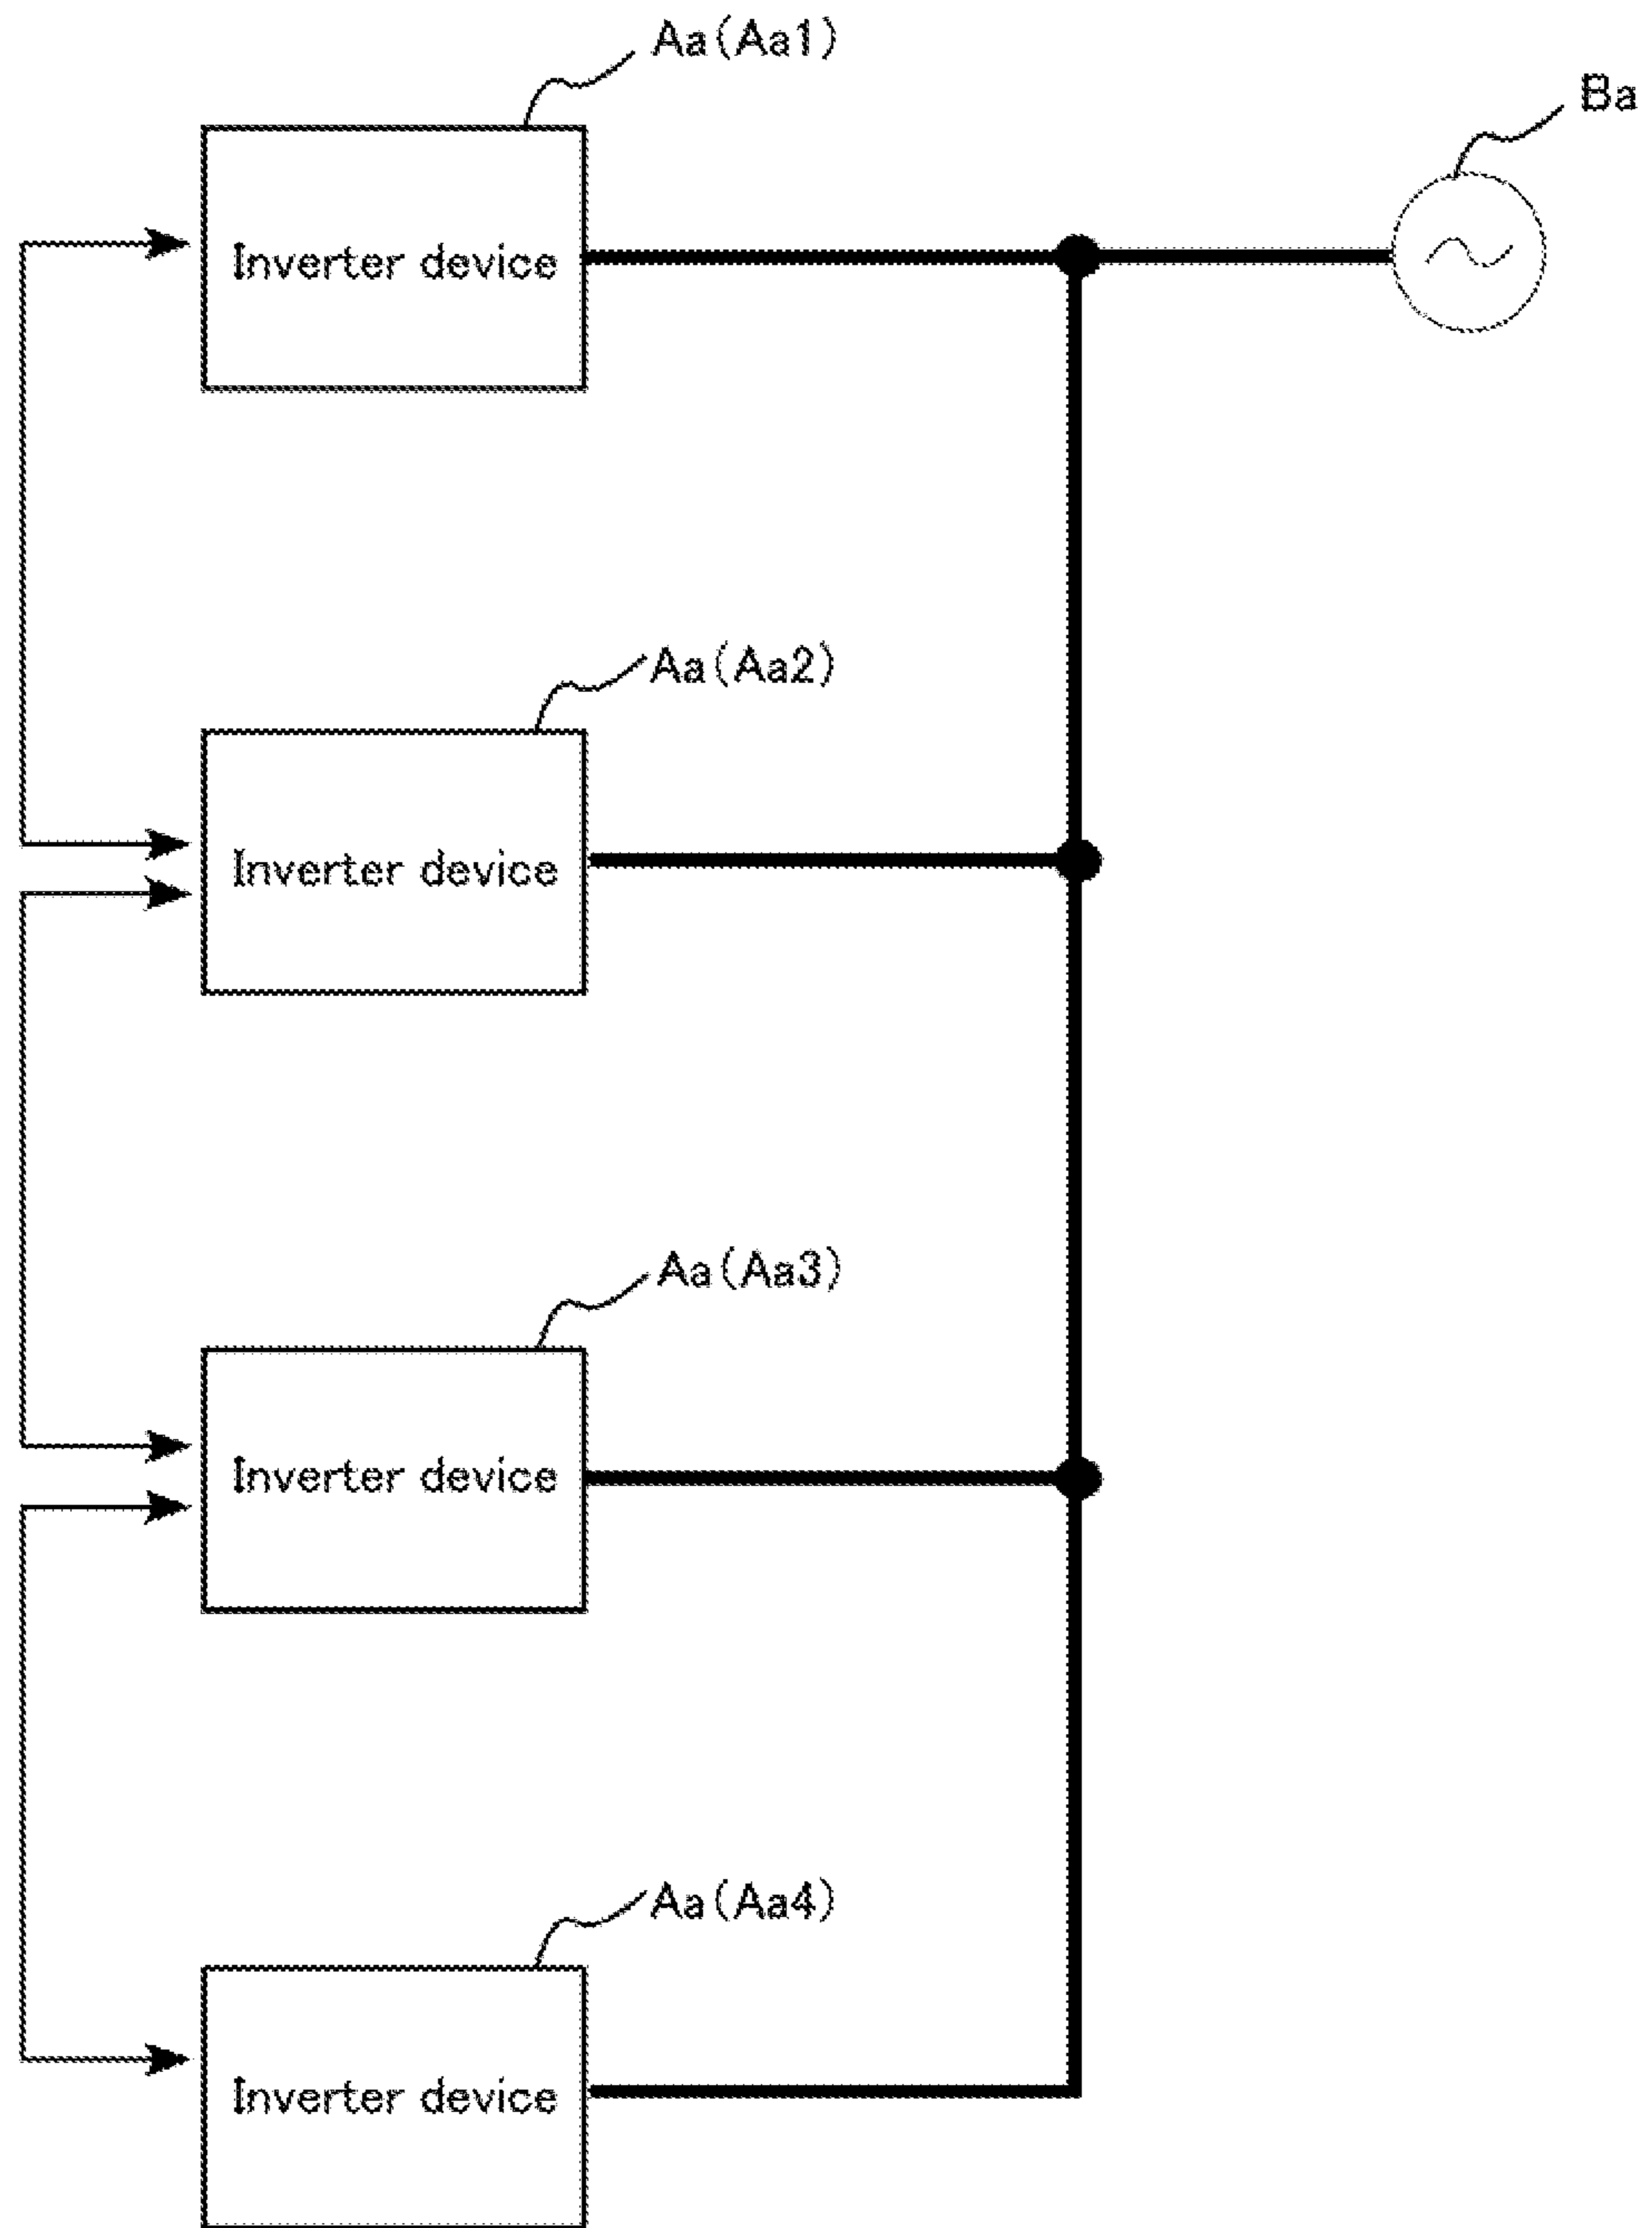 Aa(Aa1)
Ba
Inverter device
Aa(Aa2)
Inverter device
Aa(Aa3)
Inverter device
Aa(Aa4)
Inverter device